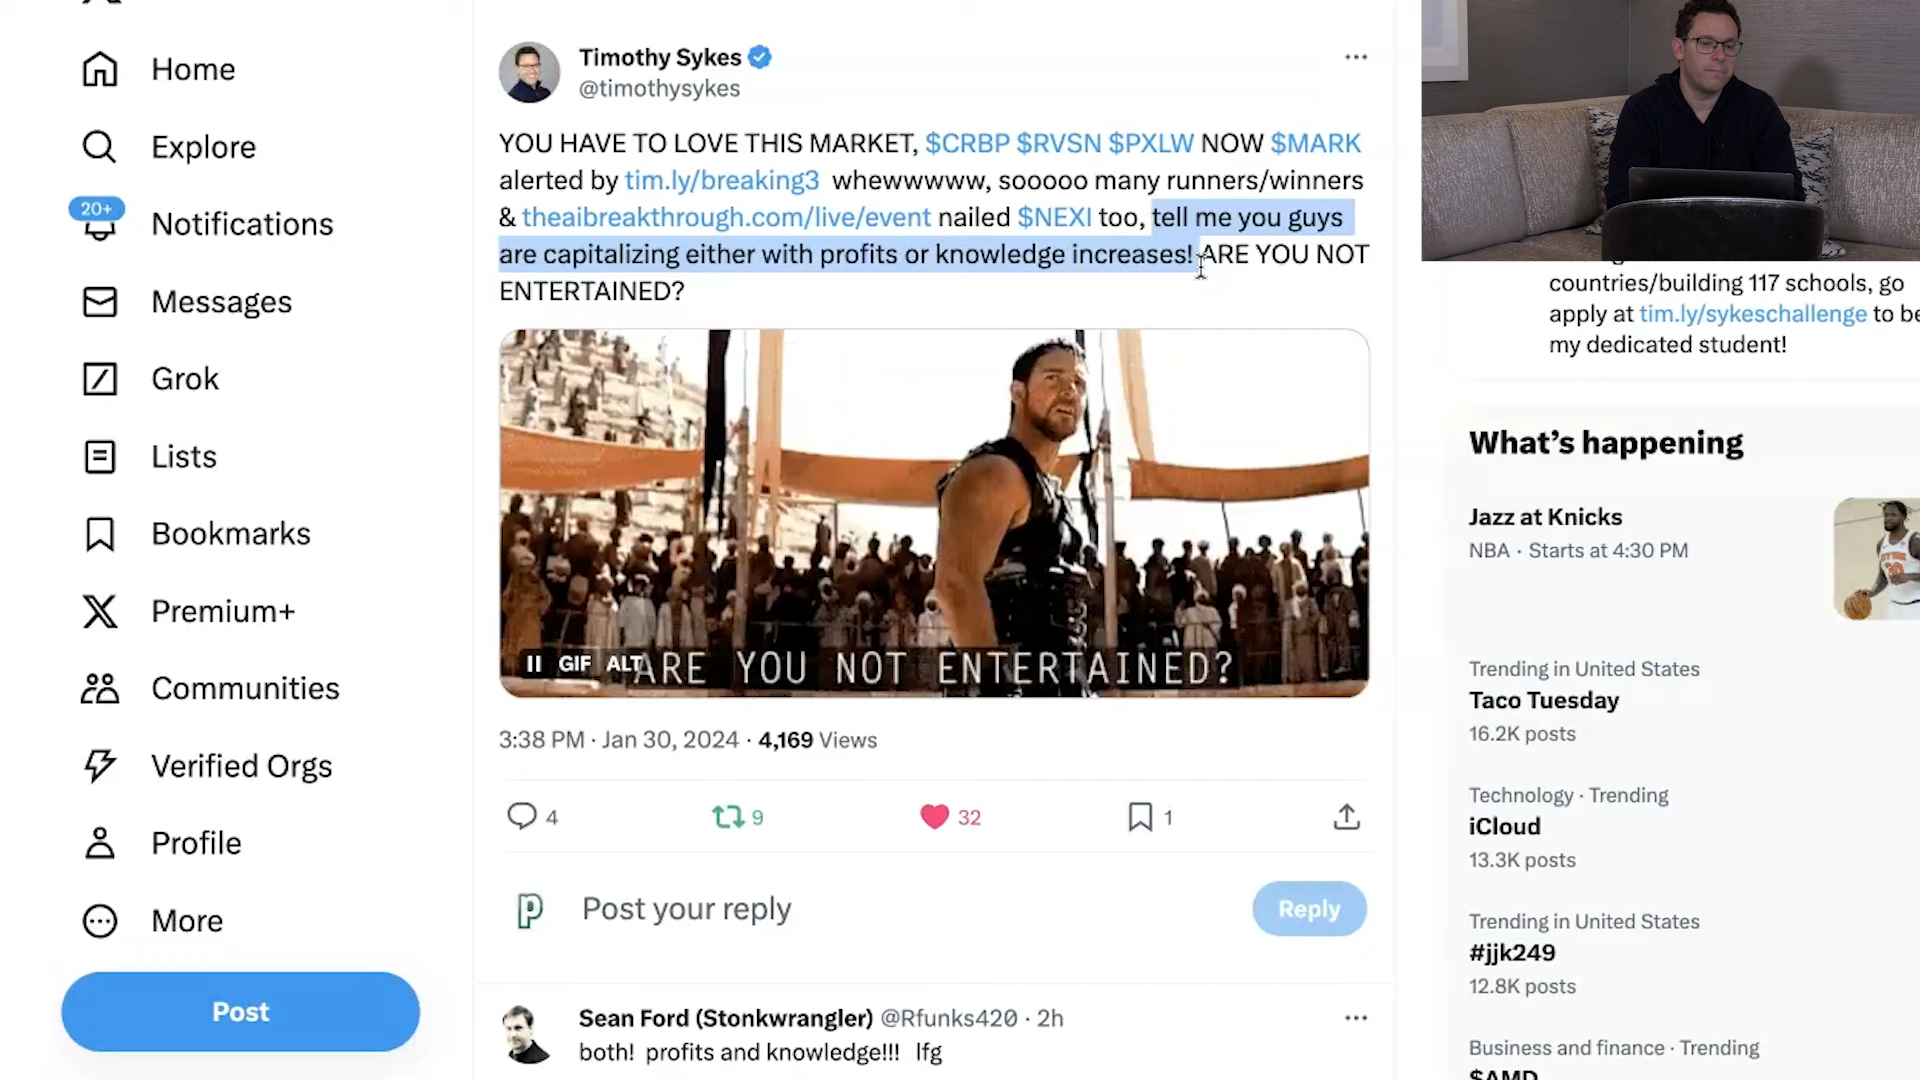 Home
Explore
20+
Notifications
Messages
Grok
Lists
Bookmarks
Premium+
Communities
Verified Orgs
Profile
More
Post
Timothy Sykes
@timothysykes
YOU HAVE TO LOVE THIS MARKET, $CRBP $RVSN $PXLW NOW $MARK
alerted by tim.ly/breaking3 whewwwww, sooooo many runners/winners
& theaibreakthrough.com/live/event nailed $NEXI too, tell me you guys
are capitalizing either with profits or knowledge increases! ARE YOU NOT
ENTERTAINED?
GIF ALT
ARE YOU NOT ENTERTAINED?
3:38 PM · Jan 30, 2024 · 4,169 Views
4 9 32 1
Post your reply
Reply
Sean Ford (Stonkwrangler) @Rfunks420 · 2h
both! profits and knowledge!!! lfg
countries/building 117 schools, go
apply at tim.ly/sykeschallenge to be
my dedicated student!
What's happening
Jazz at Knicks
NBA · Starts at 4:30 PM
Trending in United States
Taco Tuesday
16.2K posts
Technology · Trending
iCloud
13.3K posts
Trending in United States
#jjk249
12.8K posts
Business and finance · Trending
$AMD